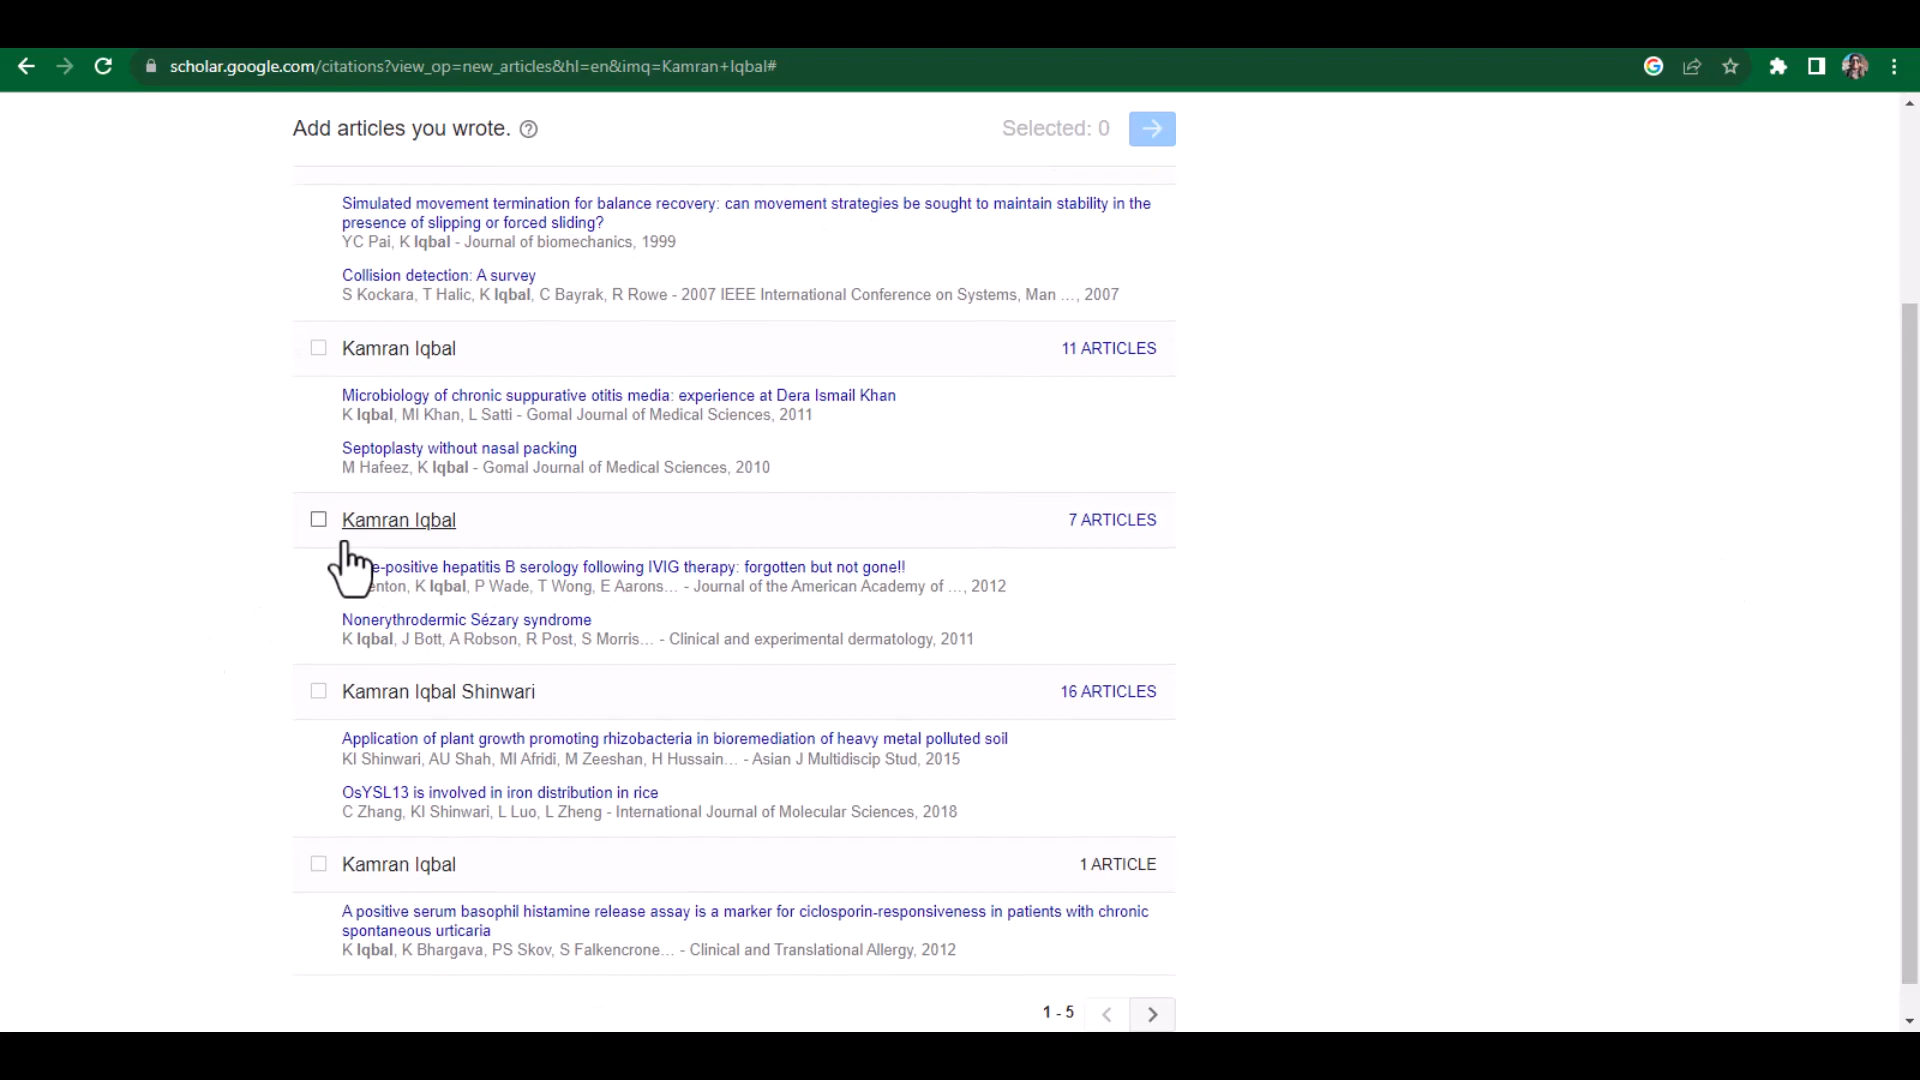 scholar.google.com/citations?view_op=new_articles&hl=en&imq=Kamran+Iqbal#
Add articles you wrote.
Selected: 0
Simulated movement termination for balance recovery: can movement strategies be sought to maintain stability in the
presence of slipping or forced sliding?
YC Pai, K Iqbal - Journal of biomechanics, 1999
Collision detection: A survey
S Kockara, T Halic, K Iqbal, C Bayrak, R Rowe - 2007 IEEE International Conference on Systems, Man ..., 2007
Kamran Iqbal
11 ARTICLES
Microbiology of chronic suppurative otitis media: experience at Dera Ismail Khan
K Iqbal, MI Khan, L Satti - Gomal Journal of Medical Sciences, 2011
Septoplasty without nasal packing
M Hafeez, K Iqbal - Gomal Journal of Medical Sciences, 2010
Kamran Iqbal
7 ARTICLES
e-positive hepatitis B serology following IVIG therapy: forgotten but not gone!!
enton, K Iqbal, P Wade, T Wong, E Aarons... - Journal of the American Academy of ..., 2012
Nonerythrodermic Sézary syndrome
K Iqbal, J Bott, A Robson, R Post, S Morris... - Clinical and experimental dermatology, 2011
Kamran Iqbal Shinwari
16 ARTICLES
Application of plant growth promoting rhizobacteria in bioremediation of heavy metal polluted soil
KI Shinwari, AU Shah, MI Afridi, M Zeeshan, H Hussain... - Asian J Multidiscip Stud, 2015
OsYSL13 is involved in iron distribution in rice
C Zhang, KI Shinwari, L Luo, L Zheng - International Journal of Molecular Sciences, 2018
Kamran Iqbal
1 ARTICLE
A positive serum basophil histamine release assay is a marker for ciclosporin-responsiveness in patients with chronic
spontaneous urticaria
K Iqbal, K Bhargava, PS Skov, S Falkencrone... - Clinical and Translational Allergy, 2012
1 - 5